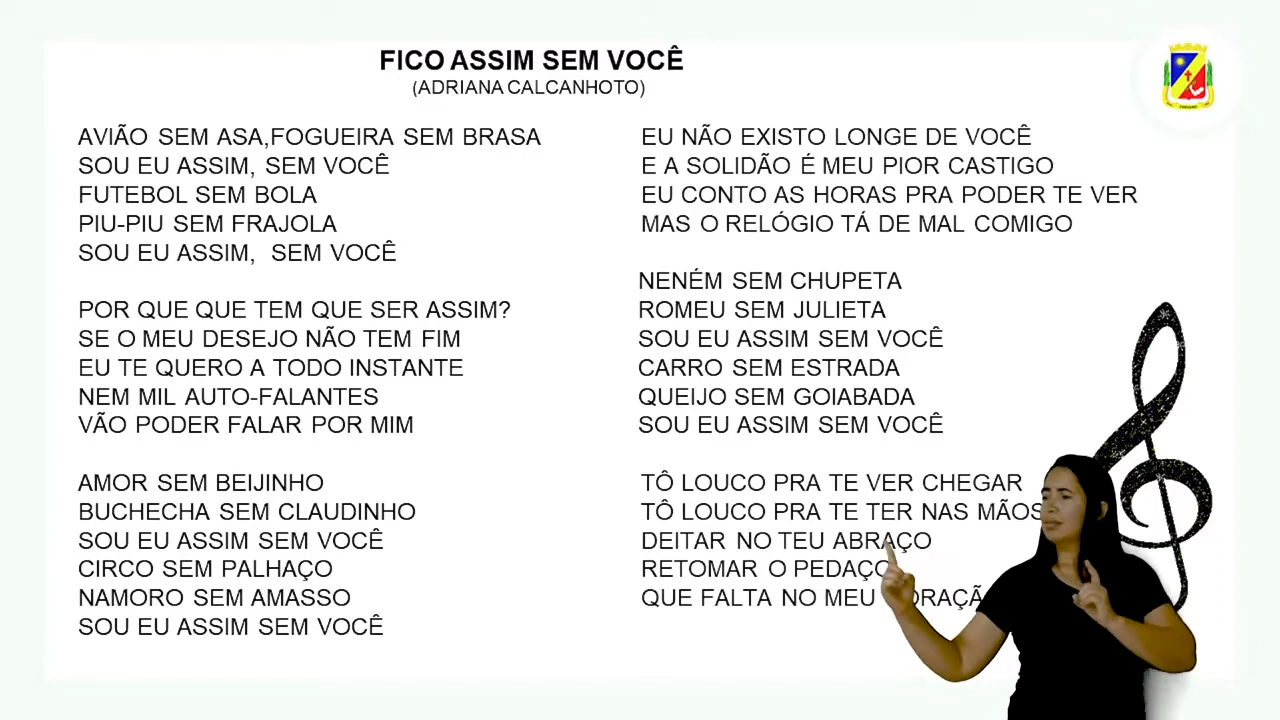 FICO ASSIM SEM VOCÊ
(ADRIANA CALCANHOTO)
AVIÃO SEM ASA,FOGUEIRA SEM BRASA
SOU EU ASSIM, SEM VOCÊ
FUTEBOL SEM BOLA
PIU-PIU SEM FRAJOLA
SOU EU ASSIM, SEM VOCÊ
POR QUE QUE TEM QUE SER ASSIM?
SE O MEU DESEJO NÃO TEM FIM
EU TE QUERO A TODO INSTANTE
NEM MIL AUTO-FALANTES
VÃO PODER FALAR POR MIM
AMOR SEM BEIJINHO
BUCHECHA SEM CLAUDINHO
SOU EU ASSIM SEM VOCÊ
CIRCO SEM PALHAÇO
NAMORO SEM AMASSO
SOU EU ASSIM SEM VOCÊ
EU NÃO EXISTO LONGE DE VOCÊ
E A SOLIDÃO É MEU PIOR CASTIGO
EU CONTO AS HORAS PRA PODER TE VER
MAS O RELÓGIO TÁ DE MAL COMIGO
NENÉM SEM CHUPETA
ROMEU SEM JULIETA
SOU EU ASSIM SEM VOCÊ
CARRO SEM ESTRADA
QUEIJO SEM GOIABADA
SOU EU ASSIM SEM VOCÊ
TÔ LOUCO PRA TE VER CHEGAR
TÔ LOUCO PRA TE TER NAS MÃOS
DEITAR NO TEU ABRAÇO
RETOMAR O PEDAÇO
QUE FALTA NO MEU